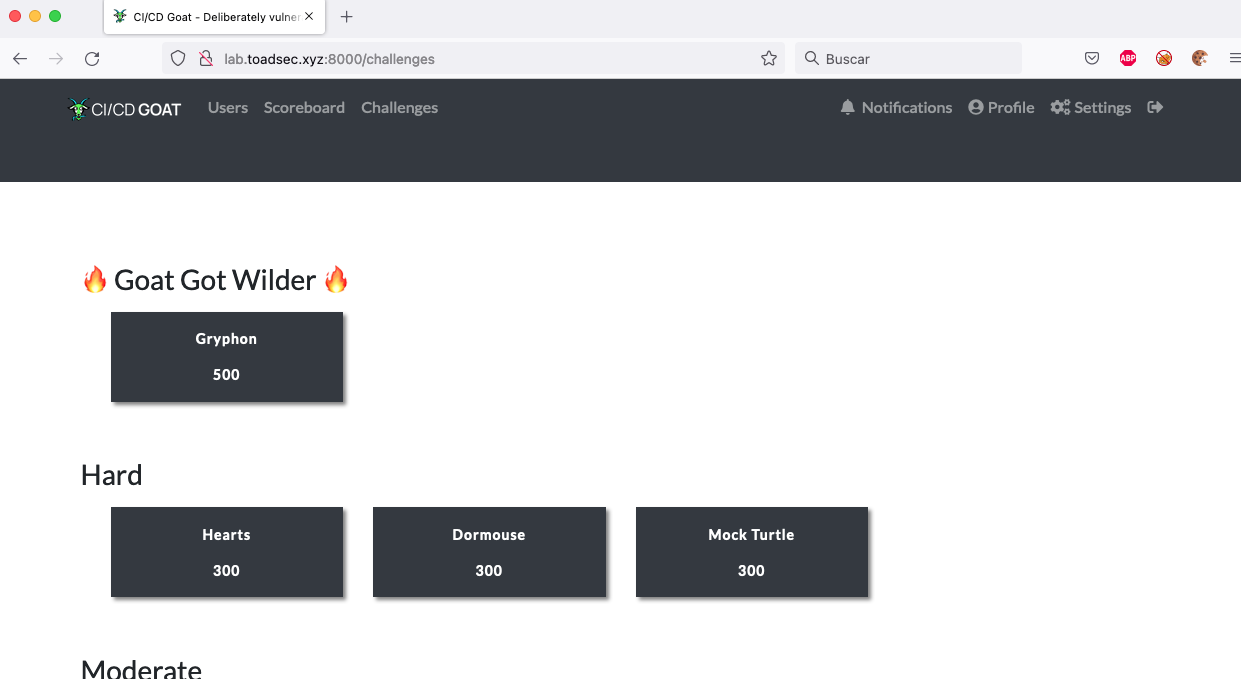 CI/CD Goat - Deliberately vulner
lab.toadsec.xyz:8000/challenges
Buscar
ABP
CI/CD GOAT Users Scoreboard Challenges Notifications Profile Settings
🔥 Goat Got Wilder 🔥
Gryphon
500
Hard
Hearts Dormouse Mock Turtle
300 300 300
Moderate